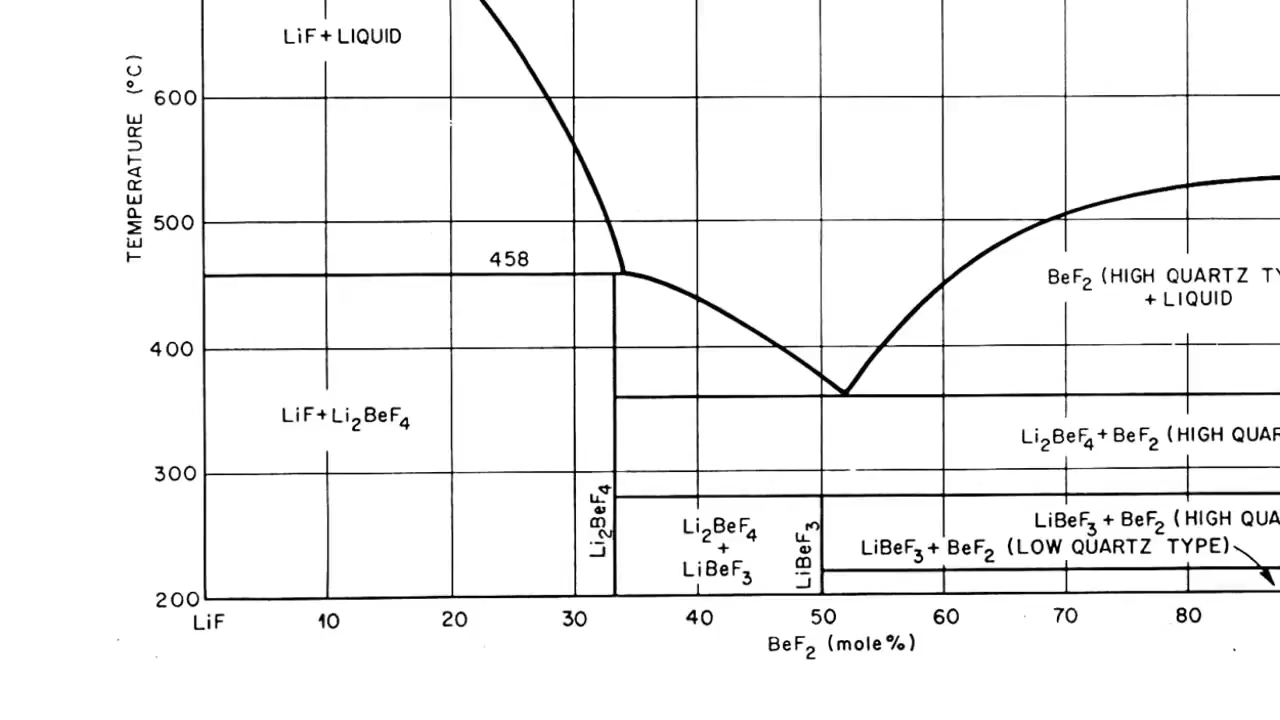 LiF + LIQUID
TEMPERATURE (°C)
600
500
458
BeF2 (HIGH QUARTZ TY
+ LIQUID
400
LiF + Li2BeF4
Li2BeF4 + BeF2 (HIGH QUAR
300
Li2BeF4
Li2BeF4
+
LiBeF3
LiBeF3
LiBeF3 + BeF2 (HIGH QUA
LiBeF3 + BeF2 (LOW QUARTZ TYPE)
200
LiF 10 20 30 40 50 60 70 80
BeF2 (mole %)